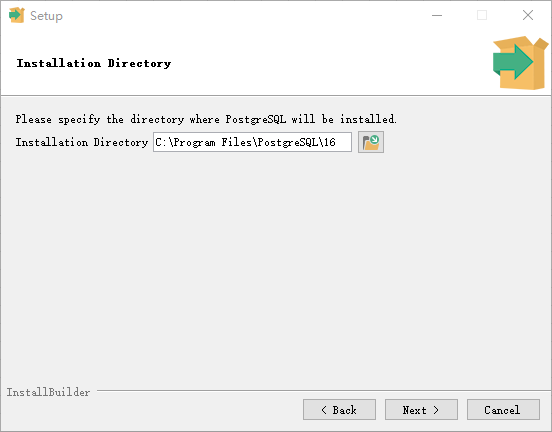 Setup
Installation Directory
Please specify the directory where PostgreSQL will be installed.
Installation Directory C:\Program Files\PostgreSQL\16
InstallBuilder
< Back Next > Cancel